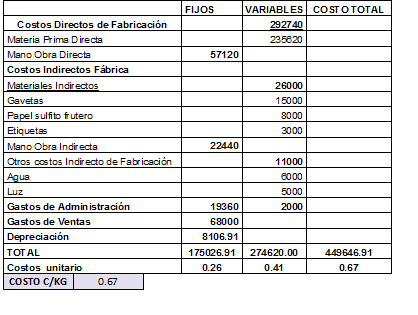 FIJOS VARIABLES COSTO TOTAL
Costos Directos de Fabricación 292740
Materia Prima Directa 235620
Mano Obra Directa 57120
Costos Indirectos Fábrica
Materiales Indirectos 26000
Gavetas 15000
Papel sulfito frutero 8000
Etiquetas 3000
Mano Obra Indirecta 22440
Otros costos Indirecto de Fabricación 11000
Agua 6000
Luz 5000
Gastos de Administración 19360 2000
Gastos de Ventas 68000
Depreciación 8106.91
TOTAL 175026.91 274620.00 449646.91
Costos unitario 0.26 0.41 0.67
COSTO C/KG 0.67